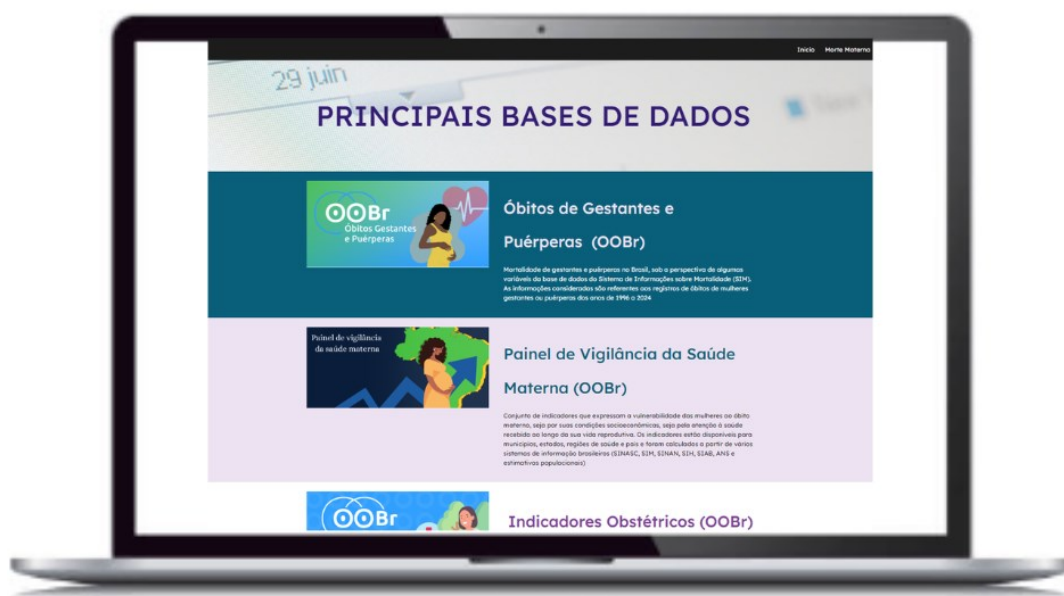 Início Morte Materna
29 juin
PRINCIPAIS BASES DE DADOS
OOBr
Óbitos Gestantes
e Puérperas
Óbitos de Gestantes e
Puérperas (OOBr)
Mortalidade de gestantes e puérperas no Brasil, sob a perspectiva de algumas
variáveis da base de dados do Sistema de Informações sobre Mortalidade (SIM).
As informações consideradas são referentes aos registros de óbitos de mulheres
gestantes ou puérperas dos anos de 1996 a 2024
Painel de vigilância
da saúde materna
Painel de Vigilância da Saúde
Materna (OOBr)
Conjunto de indicadores que expressam a vulnerabilidade das mulheres ao óbito
materno, seja por suas condições socioeconômicas, seja pela atenção à saúde
recebida ao longo da sua vida reprodutiva. Os indicadores estão disponíveis para
municípios, estados, regiões de saúde e país e foram calculados a partir de vários
sistemas de informação brasileiros (SINASC, SIM, SINAN, SIH, SIAB, ANS e
estimativas populacionais)
OOBr
Indicadores Obstétricos (OOBr)